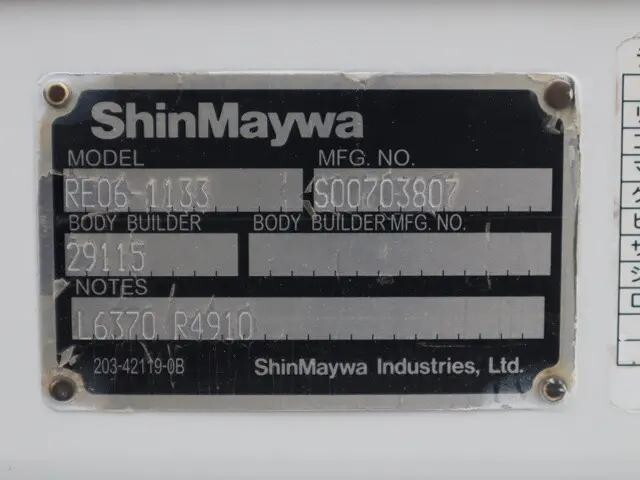 ShinMaywa
MODEL MFG. NO.
RE06-1133 S00703807
BODY BUILDER BODY BUILDER MFG. NO.
29115
NOTES
L6370 R4910
203-42119-0B ShinMaywa Industries, Ltd.